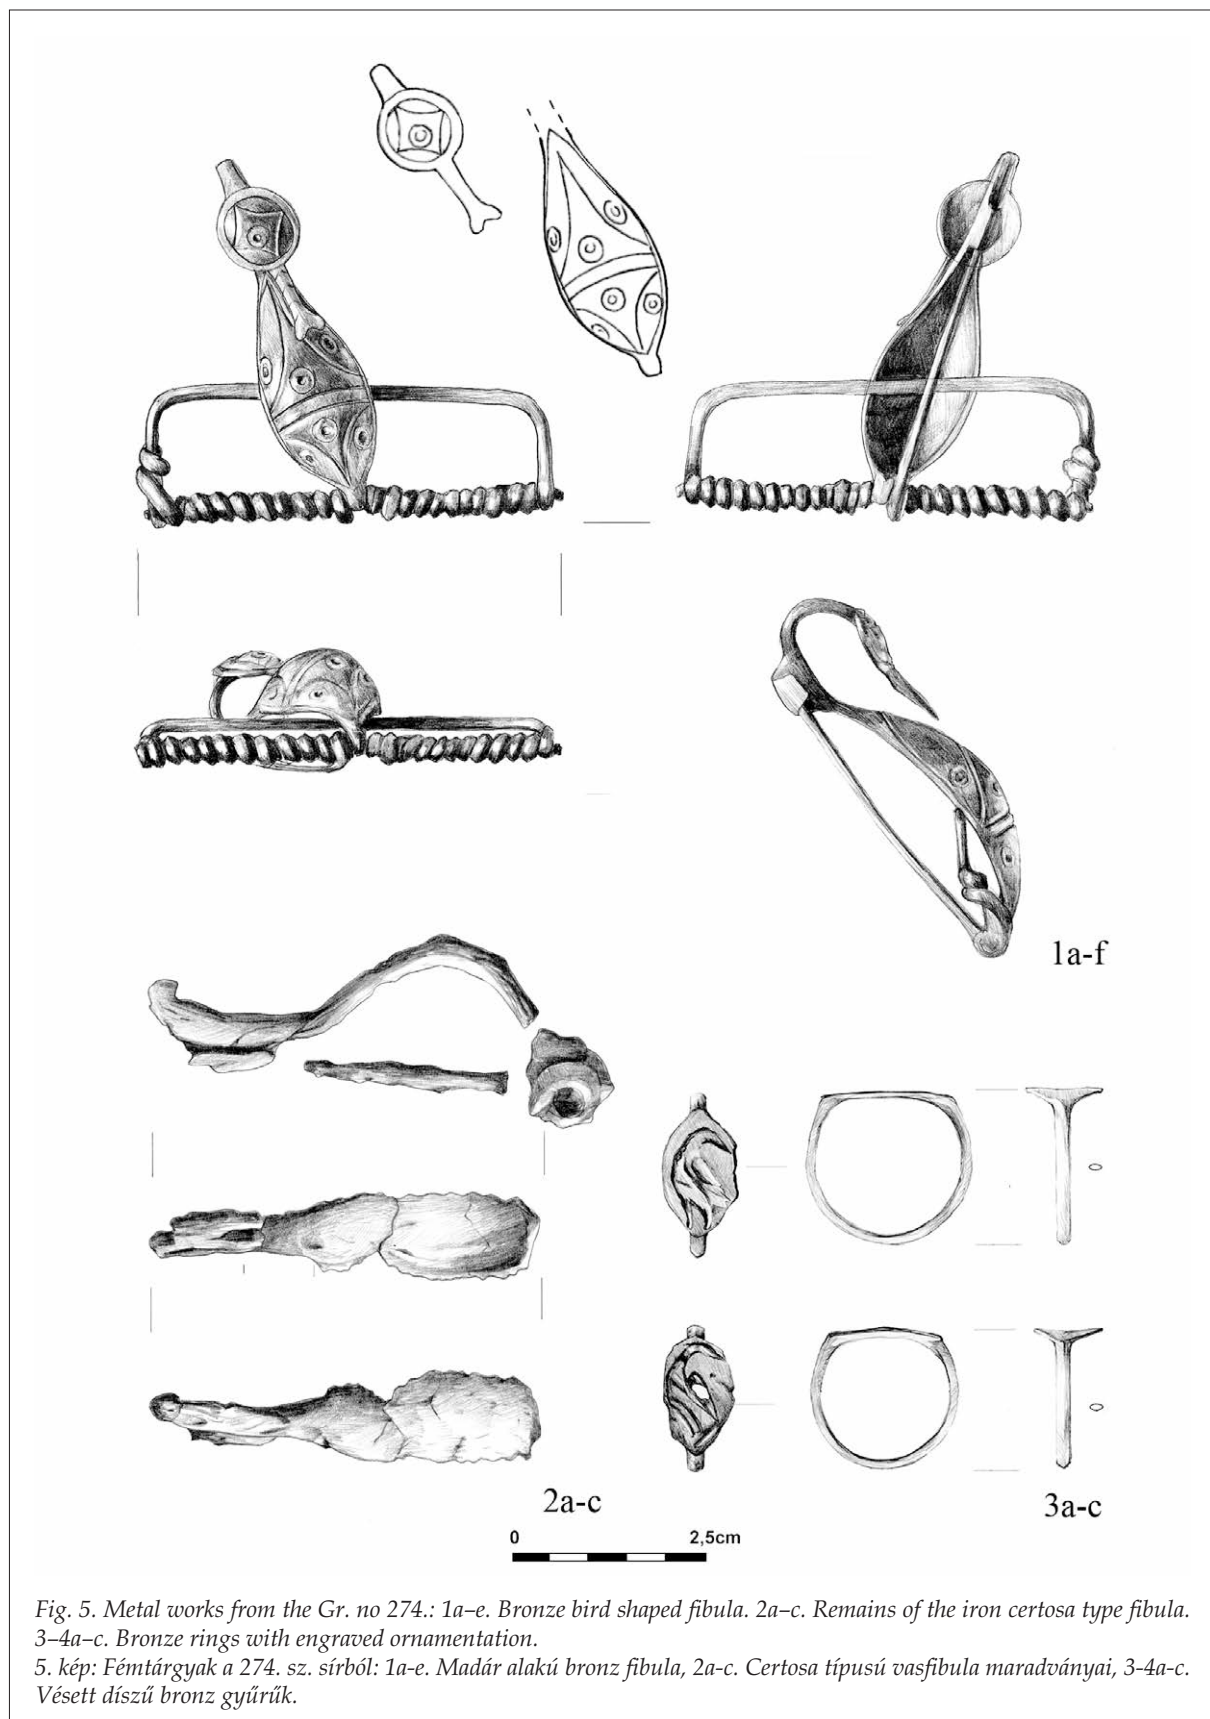 1a-f
2a-c
3a-c
0 2,5cm
Fig. 5. Metal works from the Gr. no 274.: 1a–e. Bronze bird shaped fibula. 2a–c. Remains of the iron certosa type fibula.
3–4a–c. Bronze rings with engraved ornamentation.
5. kép: Fémtárgyak a 274. sz. sírból: 1a-e. Madár alakú bronz fibula, 2a-c. Certosa típusú vasfibula maradványai, 3-4a-c.
Vésett díszű bronz gyűrűk.